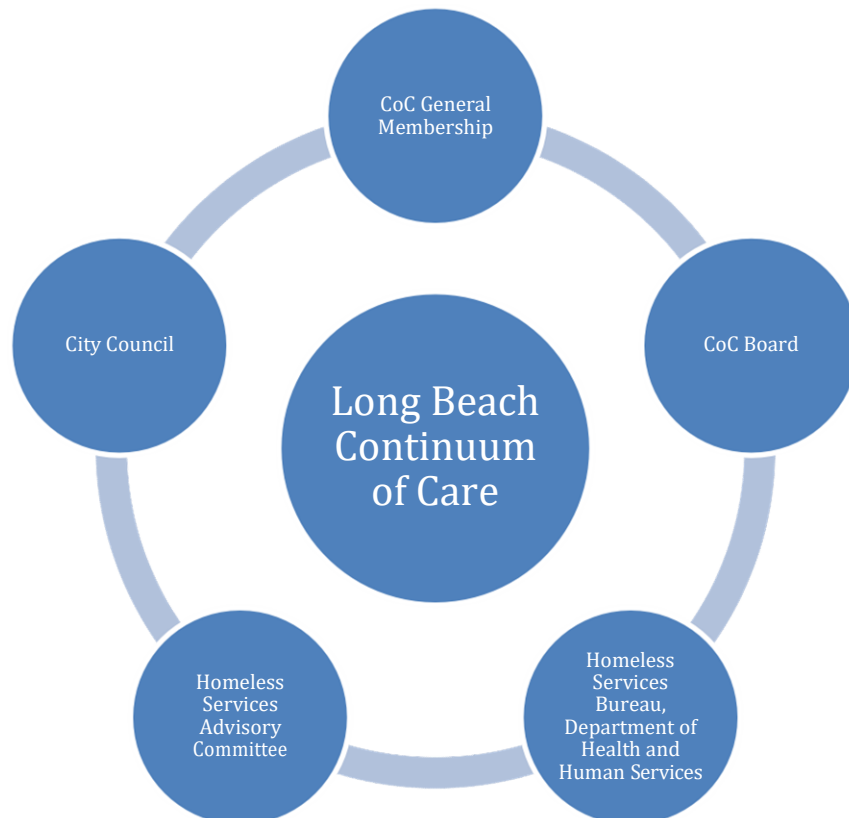 CoC General
Membership
City Council
CoC Board
Long Beach
Continuum
of Care
Homeless
Services
Advisory
Committee
Homeless
Services
Bureau,
Department of
Health and
Human Services